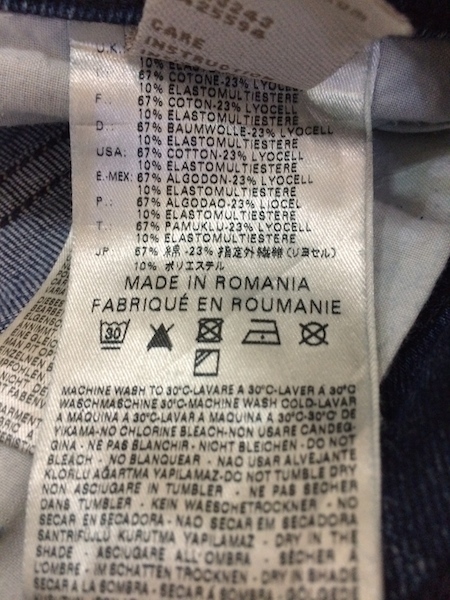 A25596
CARE
INSTRUCTION
10%
I.: 67% COTONE-23% LYOCELL
10% ELASTOMULTIESTERE
F.: 67% COTON-23% LYOCELL
10% ELASTOMULTIESTERE
D.: 67% BAUMWOLLE-23% LYOCELL
10% ELASTOMULTIESTERE
USA: 67% COTTON-23% LYOCELL
10% ELASTOMULTIESTERE
E.-MEX: 67% ALGODON-23% LYOCELL
10% ELASTOMULTIESTERE
P.: 67% ALGODAO-23% LIOCEL
10% ELASTOMULTIESTERE
T.: 67% PAMUKLU-23% LYOCELL
10% ELASTOMULTIESTERE
JP: 67% 綿 -23% 指定外繊維(リヨセル)
10% ポリエステル
MADE IN ROMANIA
FABRIQUÉ EN ROUMANIE
30
MACHINE WASH TO 30°C-LAVARE A 30°C-LAVER A 30°C
WASCHMASCHINE 30°C-MACHINE WASH COLD-LAVAR
A MAQUINA A 30°C-LAVAR A MAQUINA A 30°C-30°C' DE
YIKAMA-NO CHLORINE BLEACH-NON USARE CANDEG-
GINA - NE PAS BLANCHIR - NICHT BLEICHEN - DO NOT
BLEACH - NO BLANQUEAR - NAO USAR ALVEJANTE
KLORLU AGARTMA YAPILAMAZ-DO NOT TUMBLE DRY
NON ASCIUGARE IN TUMBLER - NE PAS SECHER
DANS TUMBLER - KEIN WAESCHETROCKNER - NO
SECAR EN SECADORA - NAO SECAR EM SECADORA
SANTRIFUJLU KURUTMA YAPILAMAZ - DRY IN THE
SHADE - ASCIUGARE ALL'OMBRA - SÉCHER A
L'OMBRE - IM SCHATTEN TROCKNEN - DRY IN SHADE
SECAR A LA SOMBRA - SECAR Á SOMBRA - GÖLGEDE